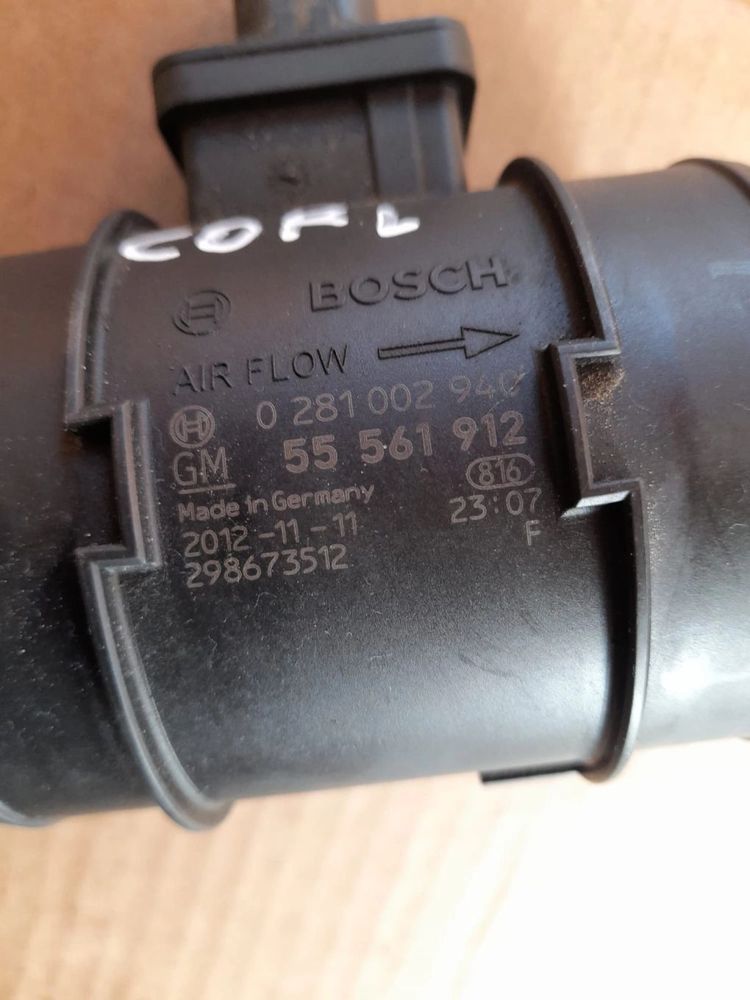 BOSCH
AIR FLOW
0 281 002 940
GM 55 561 912
Made in Germany 816
2012-11-11 23:07
298673512 F